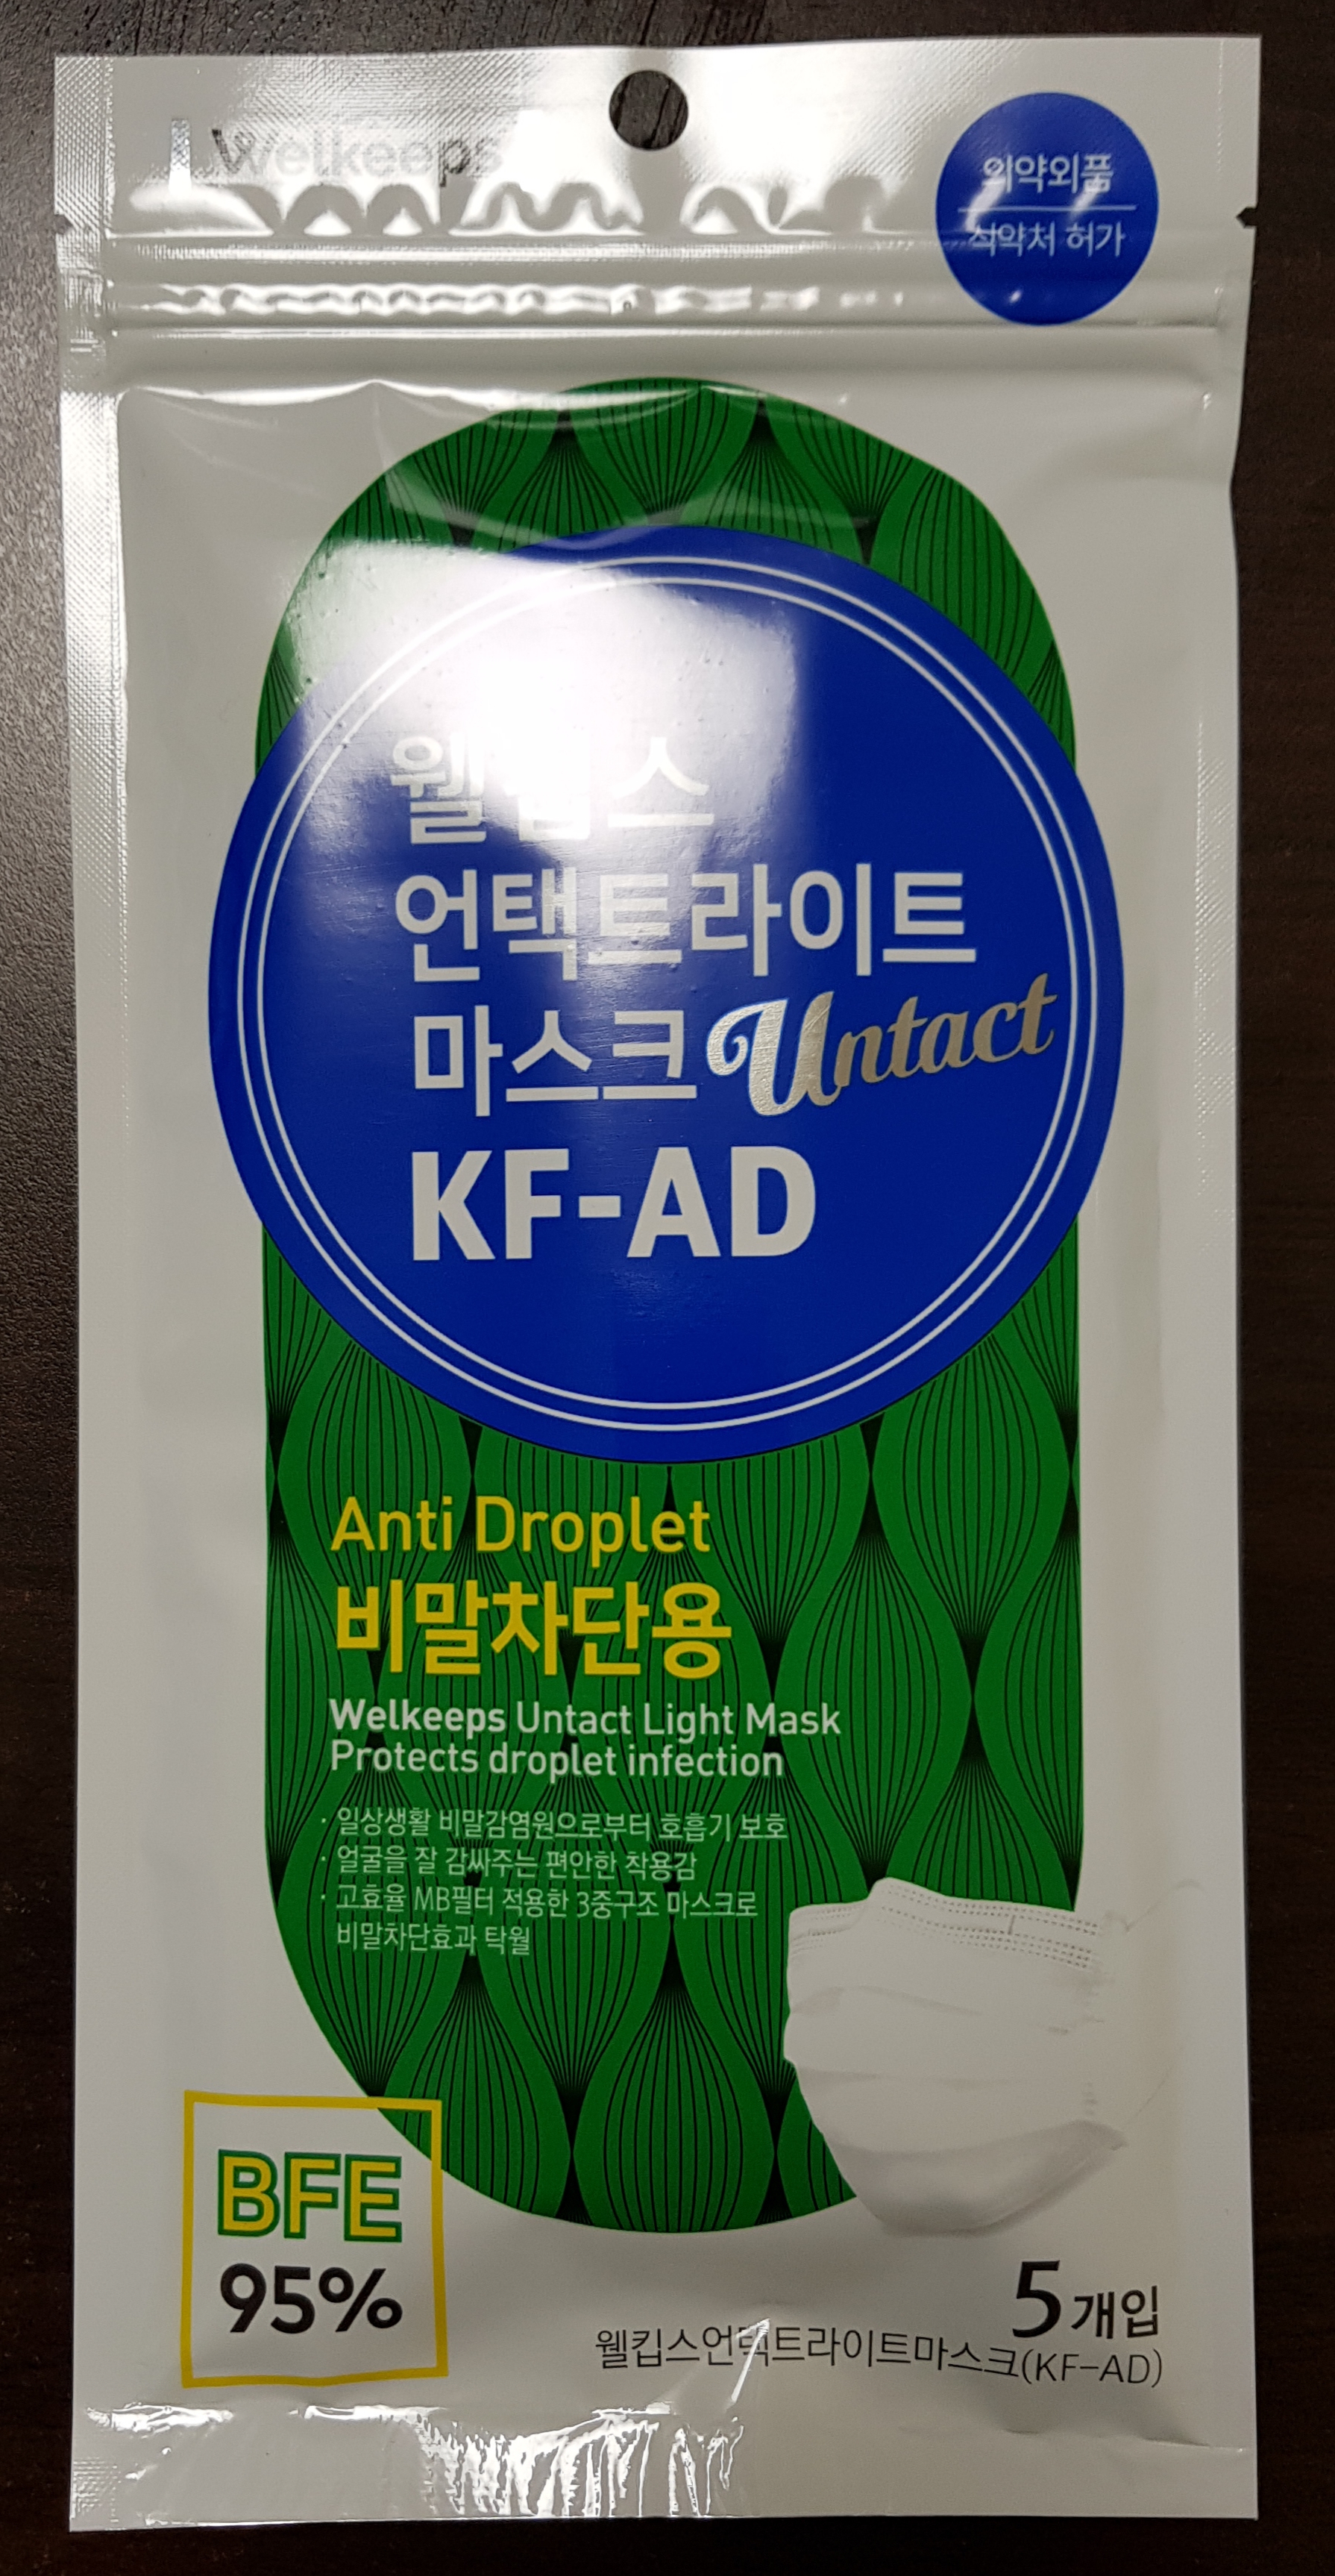 Welkeeps
의약외품
식약처 허가
웰킵스
언택트라이트
마스크 Untact
KF-AD
Anti Droplet
비말차단용
Welkeeps Untact Light Mask
Protects droplet infection
· 일상생활 비말감염원으로부터 호흡기 보호
· 얼굴을 잘 감싸주는 편안한 착용감
· 고효율 MB필터 적용한 3중구조 마스크로
비말차단효과 탁월
BFE
95%
5개입
웰킵스언택트라이트마스크(KF-AD)